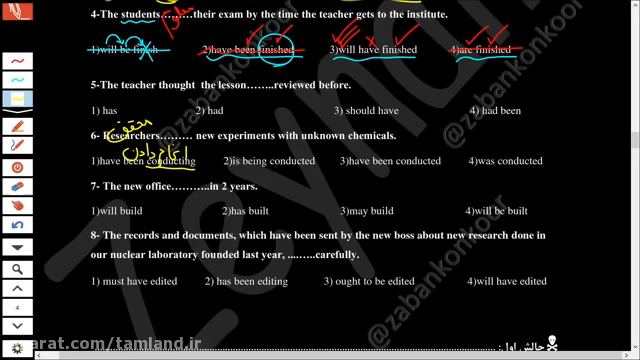 4-The students………their exam by the time the teacher gets to the institute.
معلوم
1)will be finish 2)have been finished 3)will have finished 4)are finished
5-The teacher thought the lesson……..reviewed before.
1) has 2) had 3) should have 4) had been
محقق
6- Researchers……… new experiments with unknown chemicals.
انجام دادن
1)have been conducting 2)is being conducted 3)have been conducted 4)was conducted
7- The new office………..in 2 years.
1)will build 2)has built 3)may build 4)will be built
8- The records and documents, which have been sent by the new boss about new research done in
our nuclear laboratory founded last year, ...…..carefully.
1) must have edited 2) has been editing 3) ought to be edited 4)will have edited
چالش اول:
@zabankonkoor
4
arat.com/tamland.ir